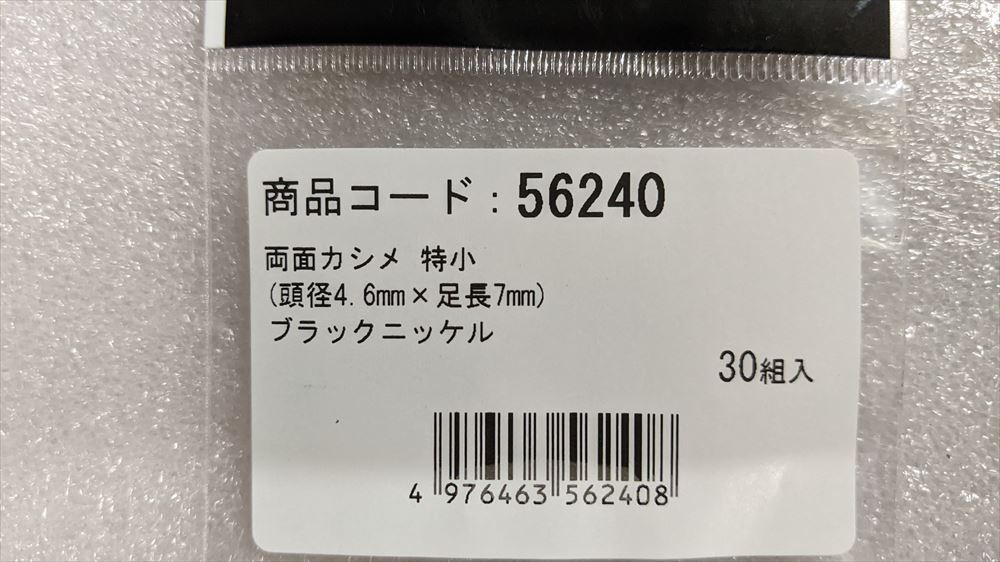 商品コード：56240
両面カシメ 特小
(頭径4.6mm×足長7mm)
ブラックニッケル
30組入
4 976463 562408